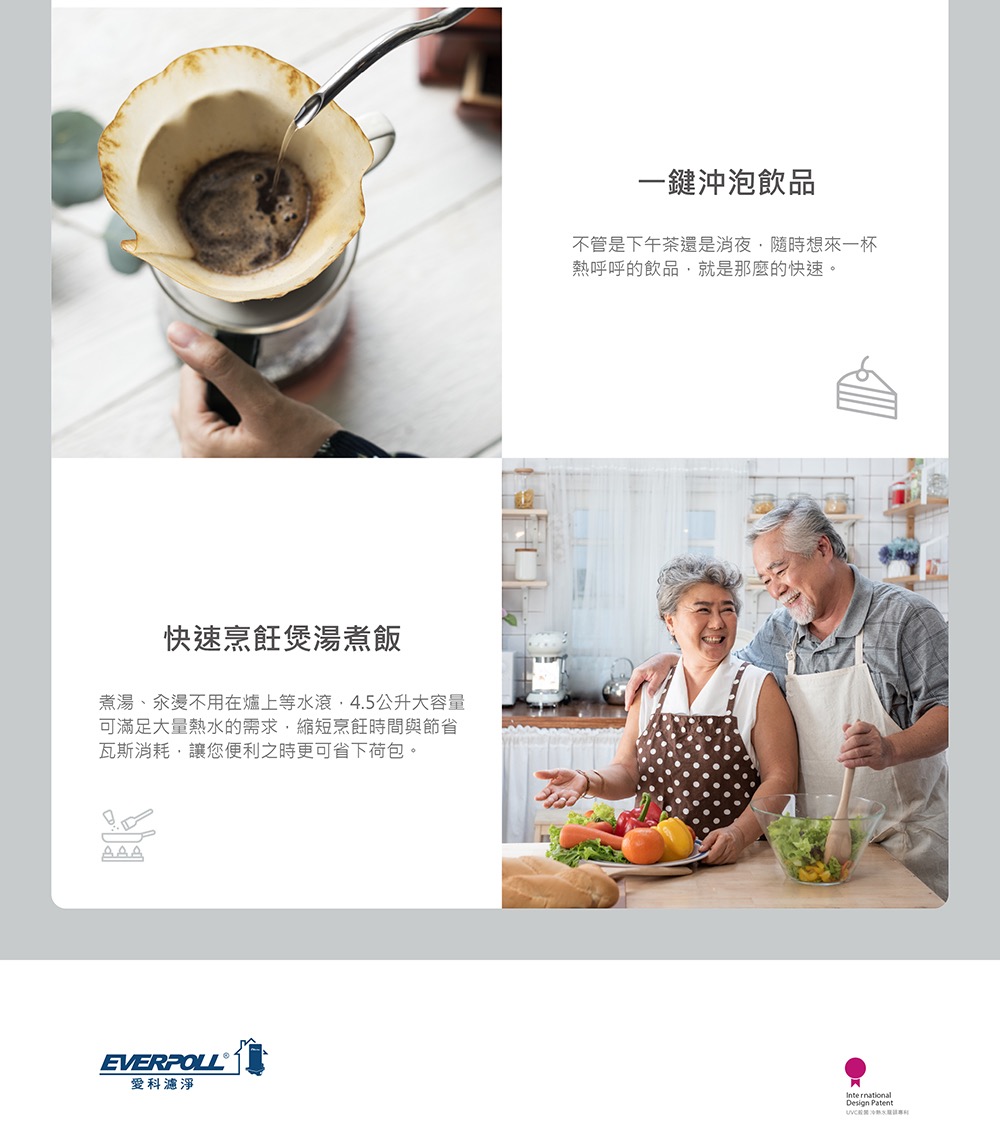 一鍵沖泡飲品
不管是下午茶還是消夜，隨時想來一杯
熱呼呼的飲品，就是那麼的快速。
快速烹飪煲湯煮飯
煮湯、汆燙不用在爐上等水滾，4.5公升大容量
可滿足大量熱水的需求，縮短烹飪時間與節省
瓦斯消耗，讓您便利之時更可省下荷包。
EVERPOLL®
愛科濾淨
International
Design Patent